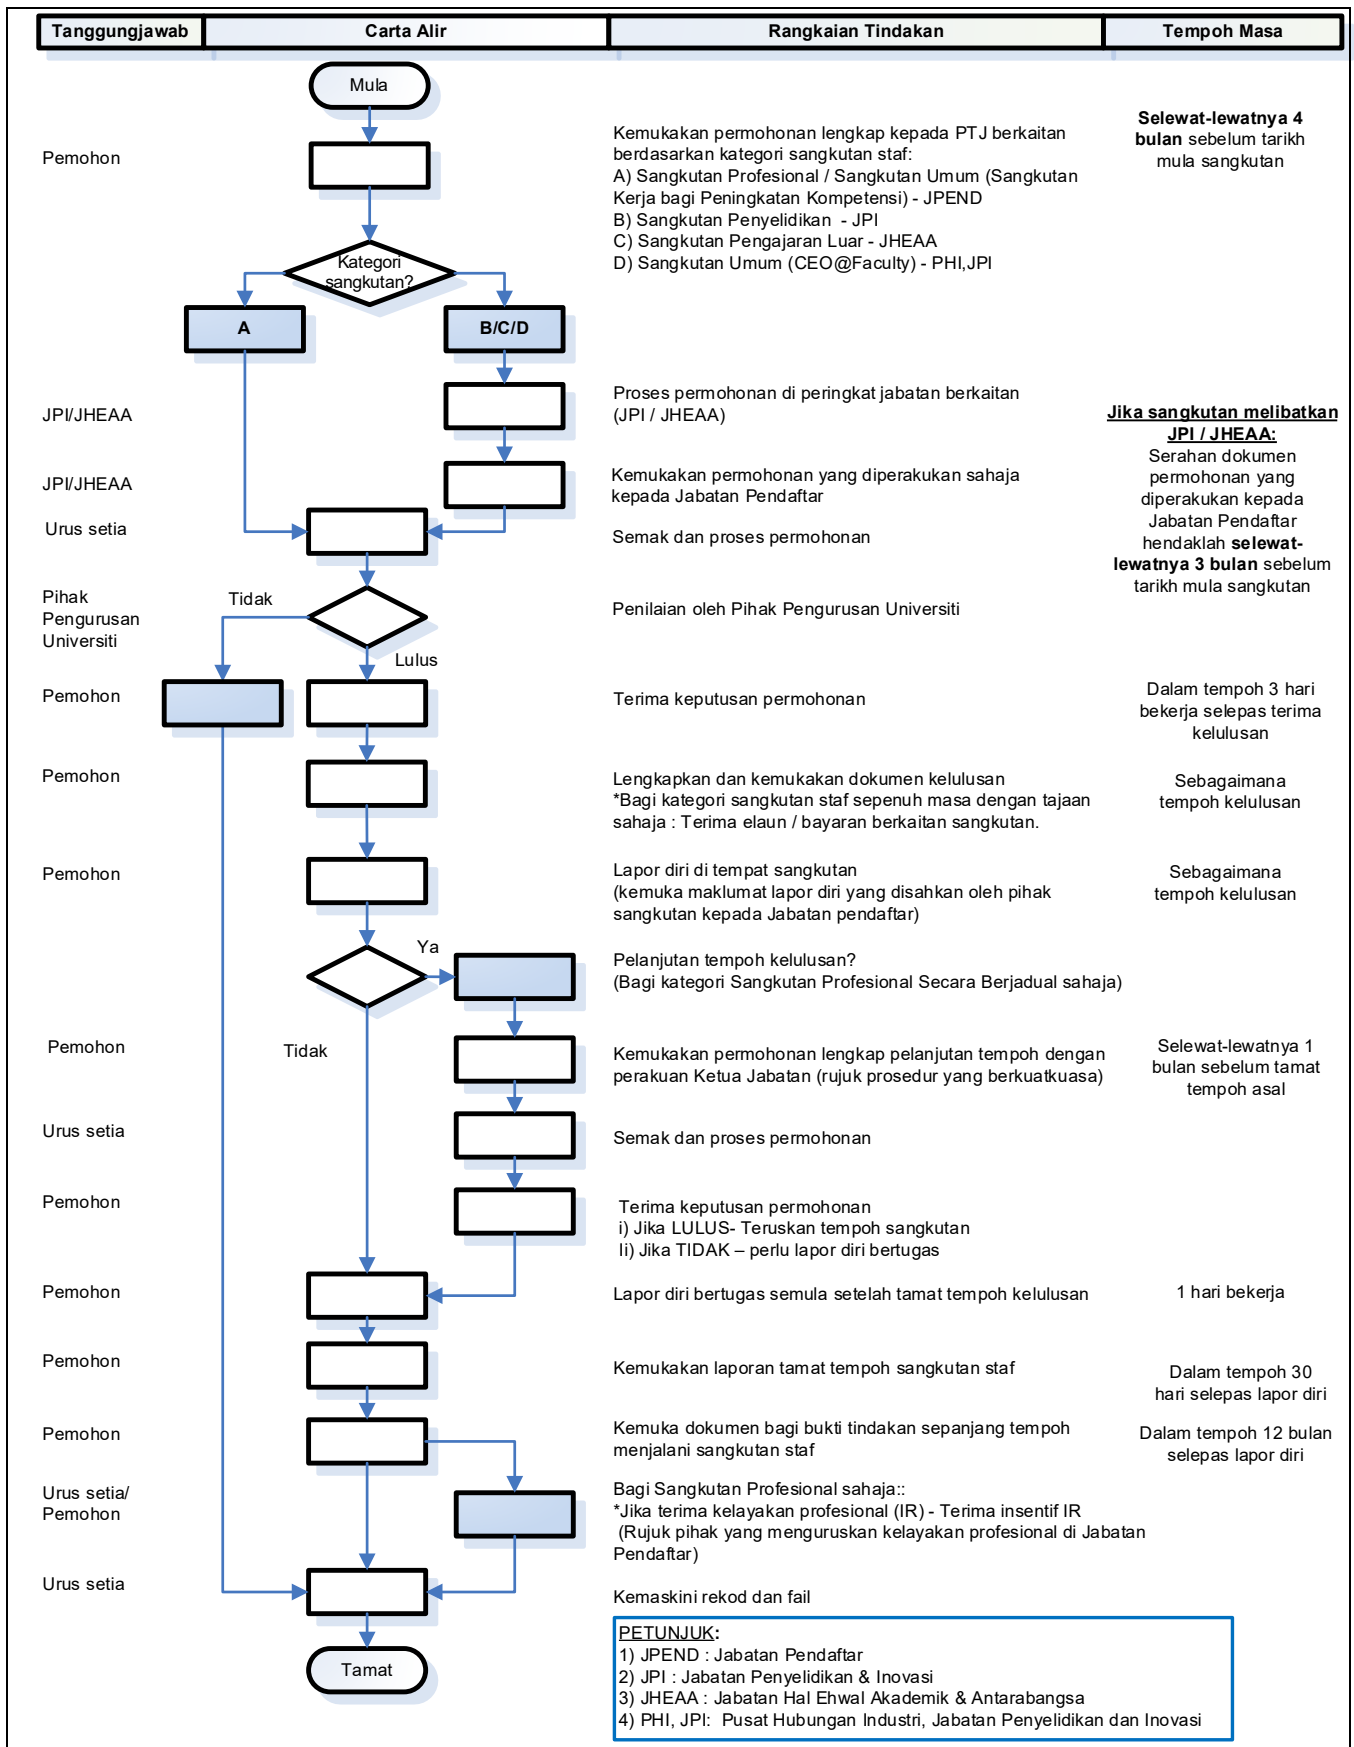 Tanggungjawab
Carta Alir
Rangkaian Tindakan
Tempoh Masa
Mula
Pemohon
Kemukakan permohonan lengkap kepada PTJ berkaitan
berdasarkan kategori sangkutan staf:
A) Sangkutan Profesional / Sangkutan Umum (Sangkutan
Kerja bagi Peningkatan Kompetensi) - JPEND
B) Sangkutan Penyelidikan  - JPI
C) Sangkutan Pengajaran Luar - JHEAA
D) Sangkutan Umum (CEO@Faculty) - PHI,JPI
Selewat-lewatnya 4
bulan sebelum tarikh
mula sangkutan
Kategori
sangkutan?
A
B/C/D
JPI/JHEAA
Proses permohonan di peringkat jabatan berkaitan
(JPI / JHEAA)
Jika sangkutan melibatkan
JPI / JHEAA:
Serahan dokumen
permohonan yang
diperakukan kepada
Jabatan Pendaftar
hendaklah selewat-
lewatnya 3 bulan sebelum
tarikh mula sangkutan
JPI/JHEAA
Kemukakan permohonan yang diperakukan sahaja
kepada Jabatan Pendaftar
Urus setia
Semak dan proses permohonan
Pihak
Pengurusan
Universiti
Tidak
Lulus
Penilaian oleh Pihak Pengurusan Universiti
Pemohon
Terima keputusan permohonan
Dalam tempoh 3 hari
bekerja selepas terima
kelulusan
Pemohon
Lengkapkan dan kemukakan dokumen kelulusan
*Bagi kategori sangkutan staf sepenuh masa dengan tajaan
sahaja : Terima elaun / bayaran berkaitan sangkutan.
Sebagaimana
tempoh kelulusan
Pemohon
Lapor diri di tempat sangkutan
(kemuka maklumat lapor diri yang disahkan oleh pihak
sangkutan kepada Jabatan pendaftar)
Sebagaimana
tempoh kelulusan
Ya
Pelanjutan tempoh kelulusan?
(Bagi kategori Sangkutan Profesional Secara Berjadual sahaja)
Pemohon
Tidak
Kemukakan permohonan lengkap pelanjutan tempoh dengan
perakuan Ketua Jabatan (rujuk prosedur yang berkuatkuasa)
Selewat-lewatnya 1
bulan sebelum tamat
tempoh asal
Urus setia
Semak dan proses permohonan
Pemohon
Terima keputusan permohonan
i) Jika LULUS- Teruskan tempoh sangkutan
Ii) Jika TIDAK – perlu lapor diri bertugas
Pemohon
Lapor diri bertugas semula setelah tamat tempoh kelulusan
1 hari bekerja
Pemohon
Kemukakan laporan tamat tempoh sangkutan staf
Dalam tempoh 30
hari selepas lapor diri
Pemohon
Kemuka dokumen bagi bukti tindakan sepanjang tempoh
menjalani sangkutan staf
Dalam tempoh 12 bulan
selepas lapor diri
Urus setia/
Pemohon
Bagi Sangkutan Profesional sahaja::
*Jika terima kelayakan profesional (IR) - Terima insentif IR
(Rujuk pihak yang menguruskan kelayakan profesional di Jabatan
Pendaftar)
Urus setia
Kemaskini rekod dan fail
Tamat
PETUNJUK:
1) JPEND : Jabatan Pendaftar
2) JPI : Jabatan Penyelidikan & Inovasi
3) JHEAA : Jabatan Hal Ehwal Akademik & Antarabangsa
4) PHI, JPI:  Pusat Hubungan Industri, Jabatan Penyelidikan dan Inovasi